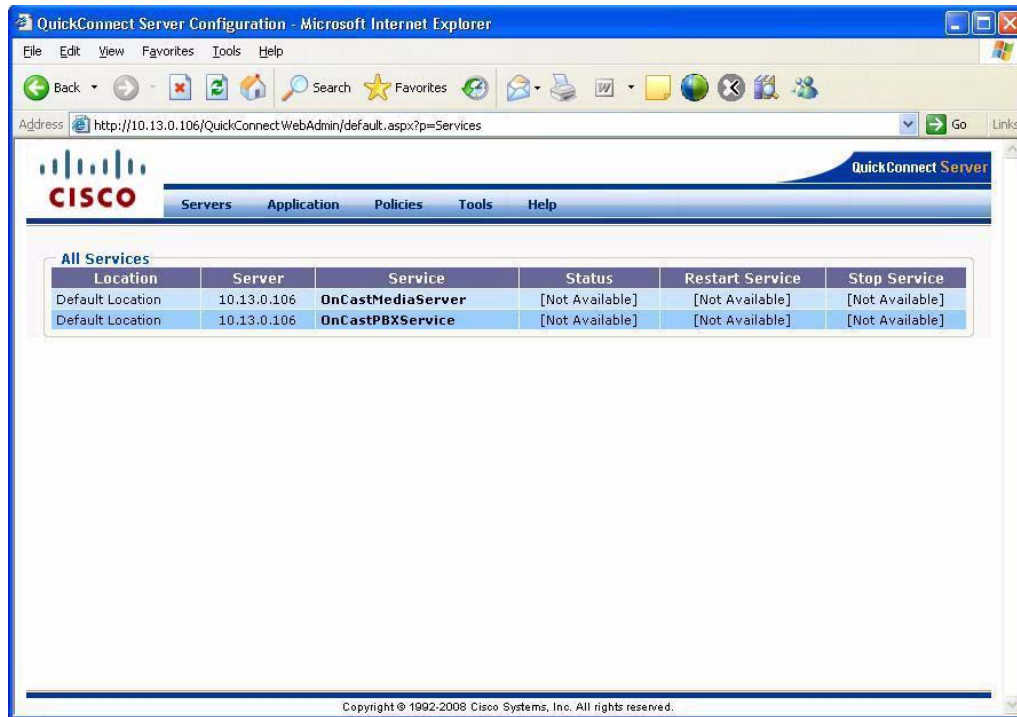 QuickConnect Server Configuration - Microsoft Internet Explorer
File Edit View Favorites Tools Help
Back Search Favorites
Address http://10.13.0.106/QuickConnectWebAdmin/default.aspx?p=Services Go Links
CISCO
QuickConnect Server
Servers Application Policies Tools Help
All Services
Location Server Service Status Restart Service Stop Service
Default Location 10.13.0.106 OnCastMediaServer [Not Available] [Not Available] [Not Available]
Default Location 10.13.0.106 OnCastPBXService [Not Available] [Not Available] [Not Available]
Copyright © 1992-2008 Cisco Systems, Inc. All rights reserved.